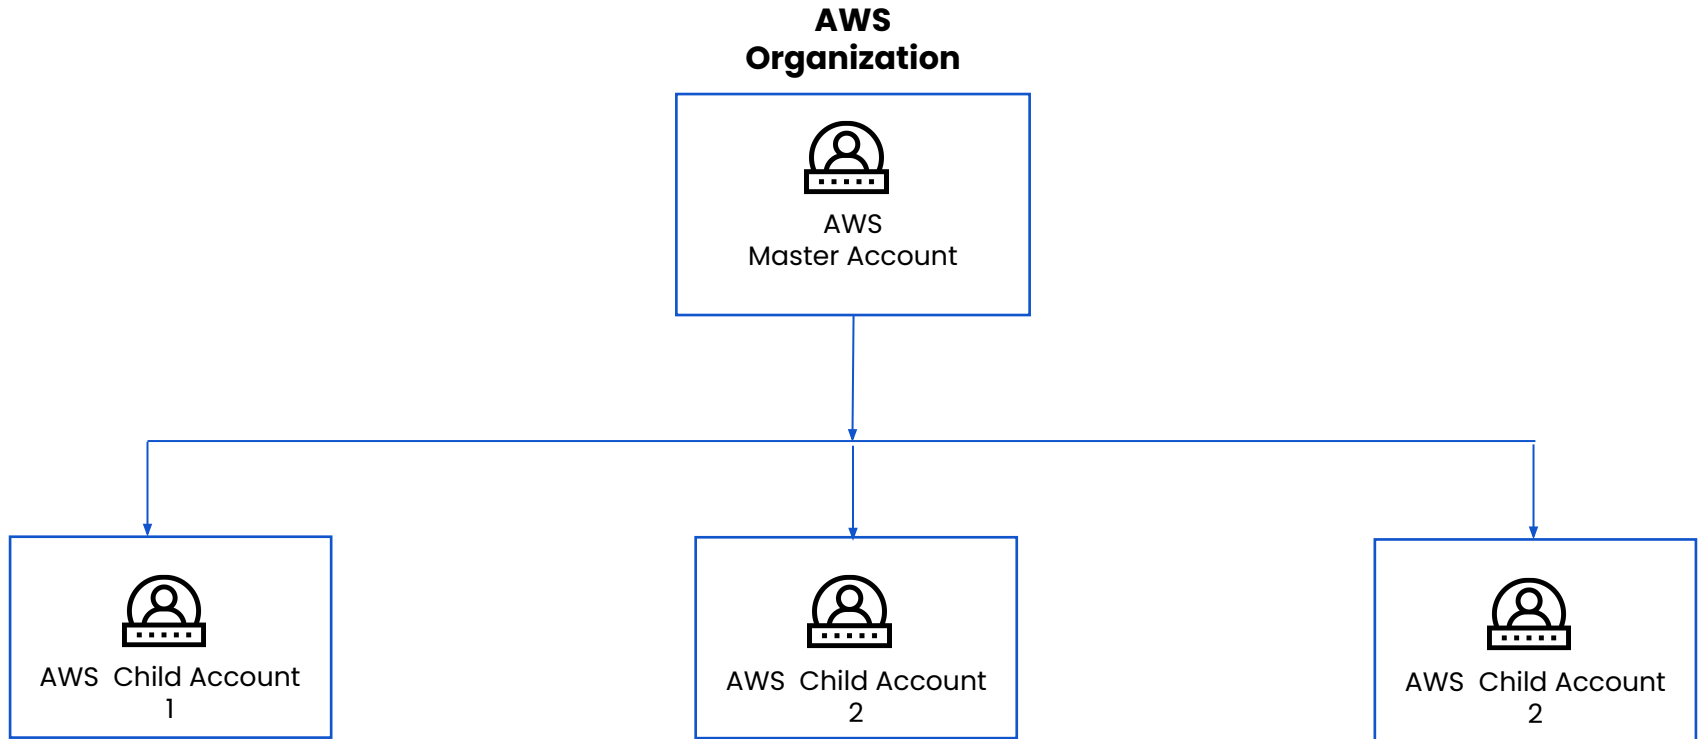 AWS
Organization
AWS
Master Account
AWS  Child Account
1
AWS  Child Account
2
AWS  Child Account
2